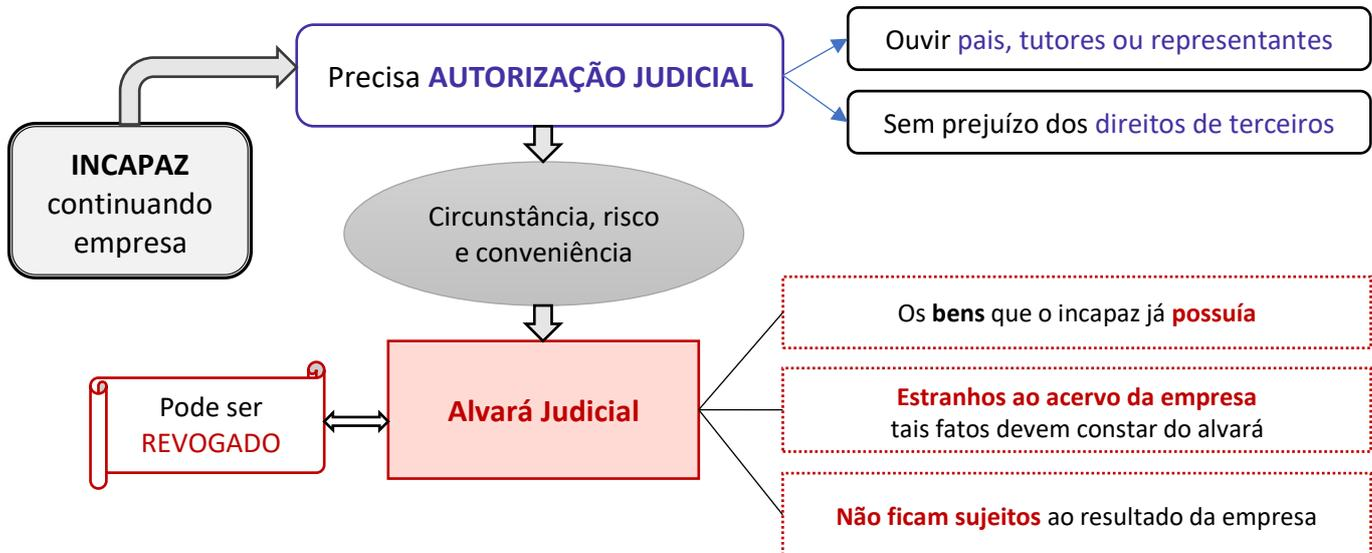 INCAPAZ
continuando
empresa
Precisa AUTORIZAÇÃO JUDICIAL
Ouvir pais, tutores ou representantes
Sem prejuízo dos direitos de terceiros
Circunstância, risco
e conveniência
Alvará Judicial
Pode ser
REVOGADO
Os bens que o incapaz já possuía
Estranhos ao acervo da empresa
tais fatos devem constar do alvará
Não ficam sujeitos ao resultado da empresa